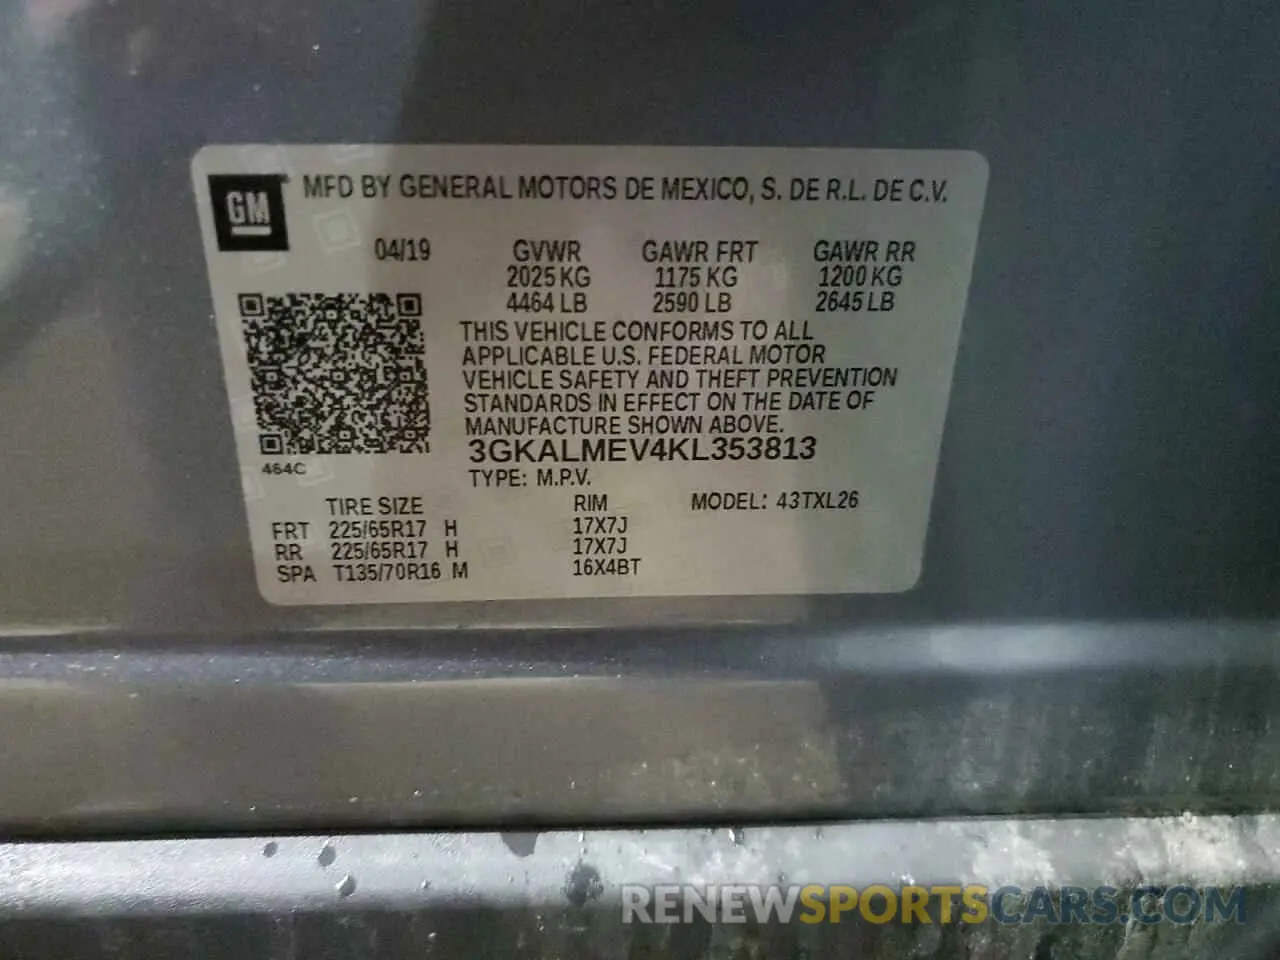 GM
MFD BY GENERAL MOTORS DE MEXICO, S. DE R.L. DE C.V.
04/19 GVWR GAWR FRT GAWR RR
2025 KG 1175 KG 1200 KG
4464 LB 2590 LB 2645 LB
THIS VEHICLE CONFORMS TO ALL
APPLICABLE U.S. FEDERAL MOTOR
VEHICLE SAFETY AND THEFT PREVENTION
STANDARDS IN EFFECT ON THE DATE OF
MANUFACTURE SHOWN ABOVE.
3GKALMEV4KL353813
464C
TYPE: M.P.V.
TIRE SIZE RIM MODEL: 43TXL26
FRT 225/65R17 H 17X7J
RR 225/65R17 H 17X7J
SPA T135/70R16 M 16X4BT
RENEWSPORTSCARS.COM